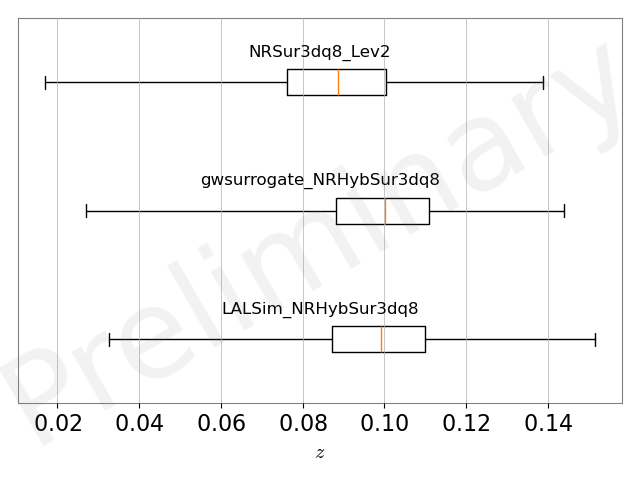 NRSur3dq8_Lev2
gwsurrogate_NRHybSur3dq8
LALSim_NRHybSur3dq8
Preliminary
0.02 0.04 0.06 0.08 0.10 0.12 0.14
z